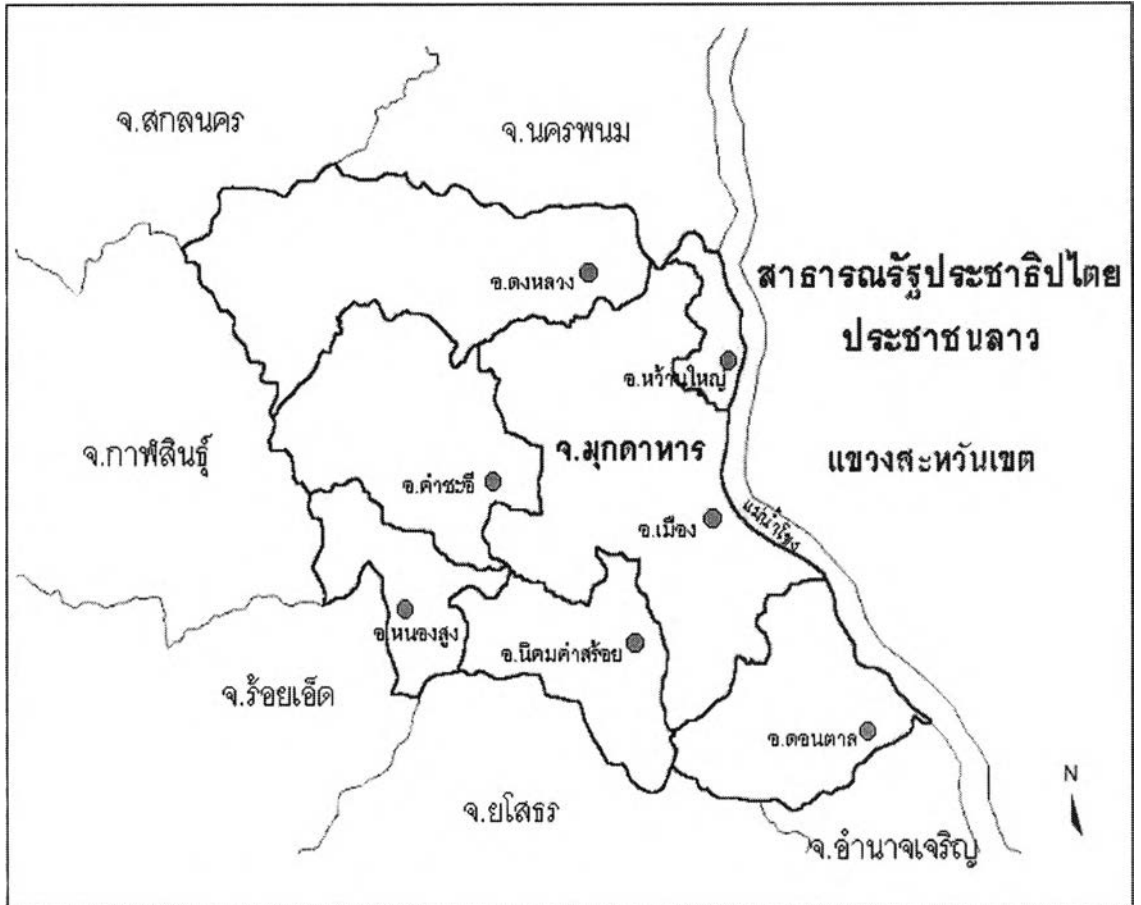 จ.สกลนคร
จ.นครพนม
อ.ดงหลวง
สาธารณรัฐประชาธิปไตย
ประชาชนลาว
อ.หว้านใหญ่
จ.กาฬสินธุ์
จ.มุกดาหาร
แขวงสะหวันเขต
อ.คำชะอี
อ.เมือง
แม่น้ำโขง
อ.หนองสูง
อ.นิคมคำสร้อย
จ.ร้อยเอ็ด
อ.ดอนตาล
N
จ.ยโสธร
จ.อำนาจเจริญ